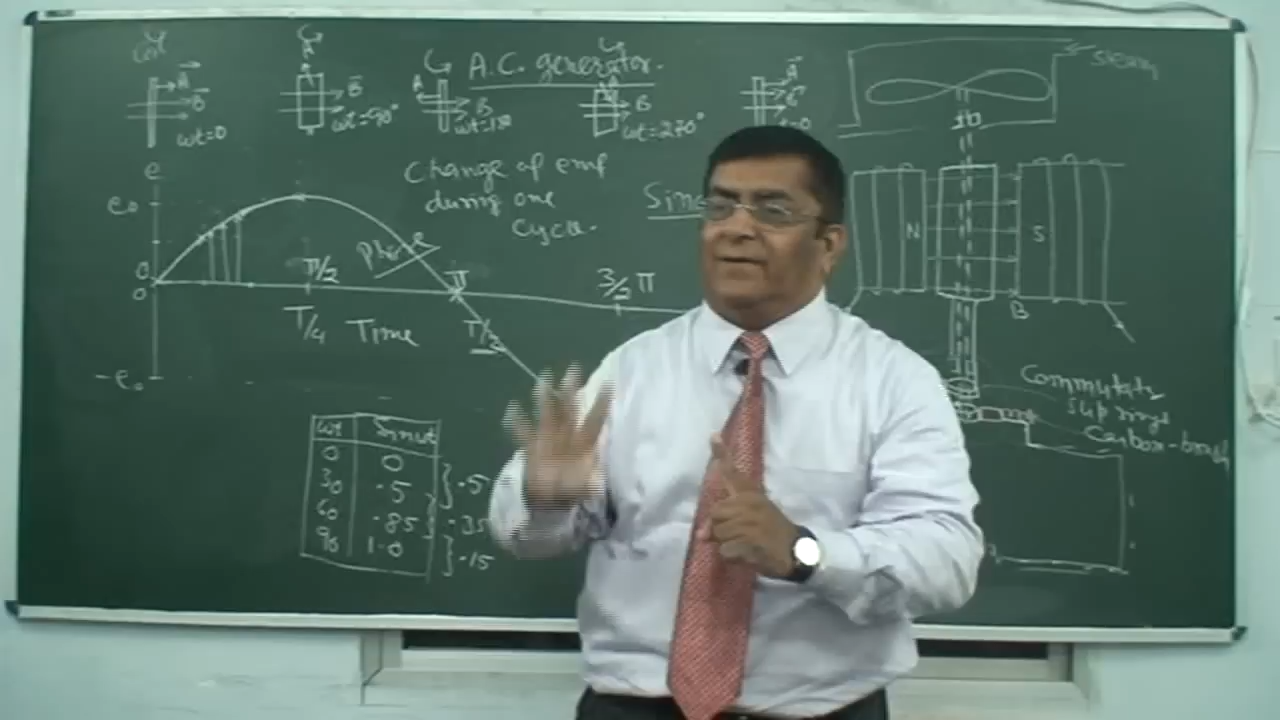 A.C. generator.
steam
coil
A
B
ωt=0
B
ωt=90°
A
B
ωt=180
B
ωt=270°
A
e
Change of emf
during one
Cycle.
e₀
0
0
-e₀
π/2
Phase
π
3/2 π
T/4
Time
T/2
N
S
B
Commutator
slip rings
Carbon-brush
ωt Sinωt
0 0
30 .5
60 .85
90 1.0
.5
.35
.15